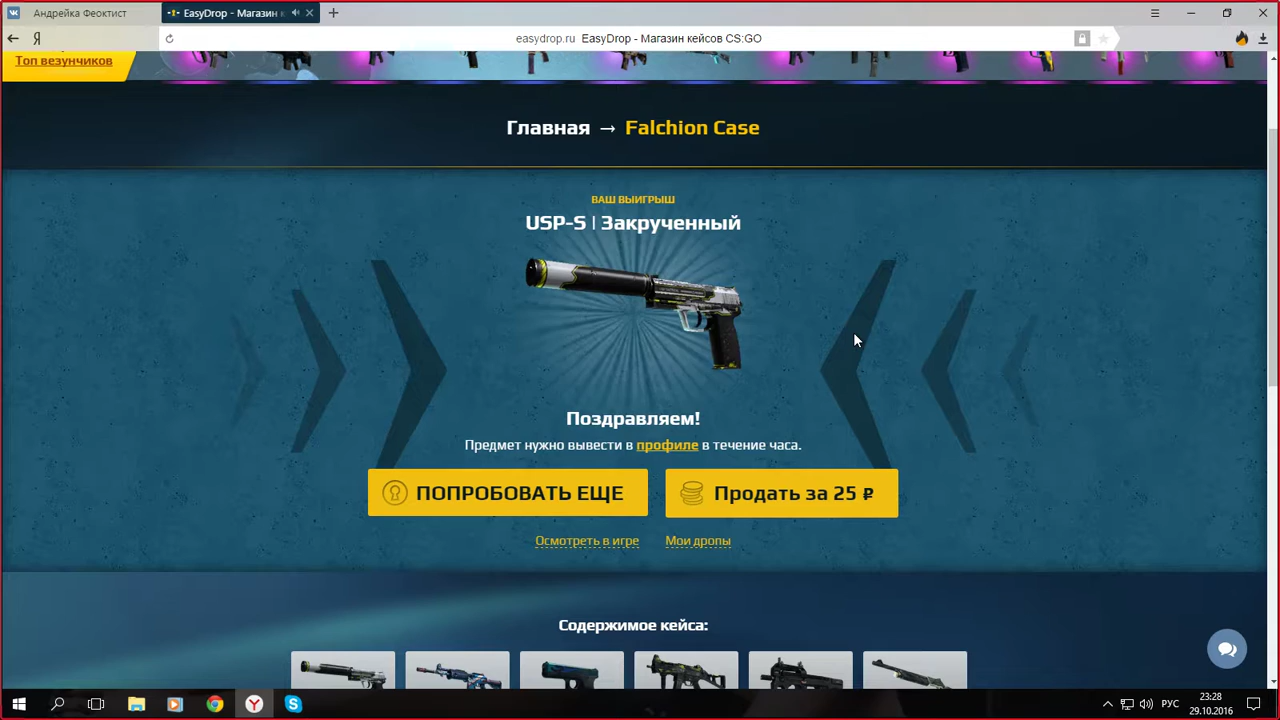 Андрейка Феоктист
EasyDrop - Магазин к
easydrop.ru EasyDrop - Магазин кейсов CS:GO
Топ везунчиков
Главная → Falchion Case
ВАШ ВЫИГРЫШ
USP-S | Закрученный
Поздравляем!
Предмет нужно вывести в профиле в течение часа.
ПОПРОБОВАТЬ ЕЩЕ
Продать за 25 ₽
Осмотреть в игре
Мои дропы
Содержимое кейса:
РУС
23:28
29.10.2016